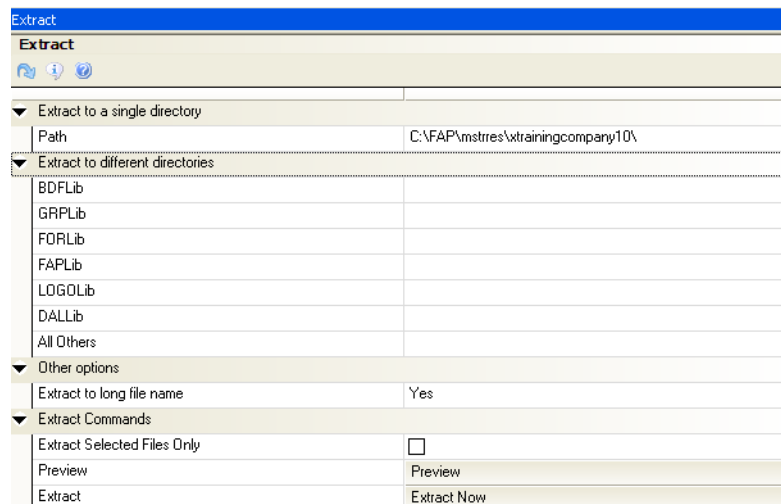 Extract
Extract
Extract to a single directory
Path C:\FAP\mstrres\xtrainingcompany10\
Extract to different directories
BDFLib
GRPLib
FORLib
FAPLib
LOGOLib
DALLib
All Others
Other options
Extract to long file name Yes
Extract Commands
Extract Selected Files Only
Preview Preview
Extract Extract Now